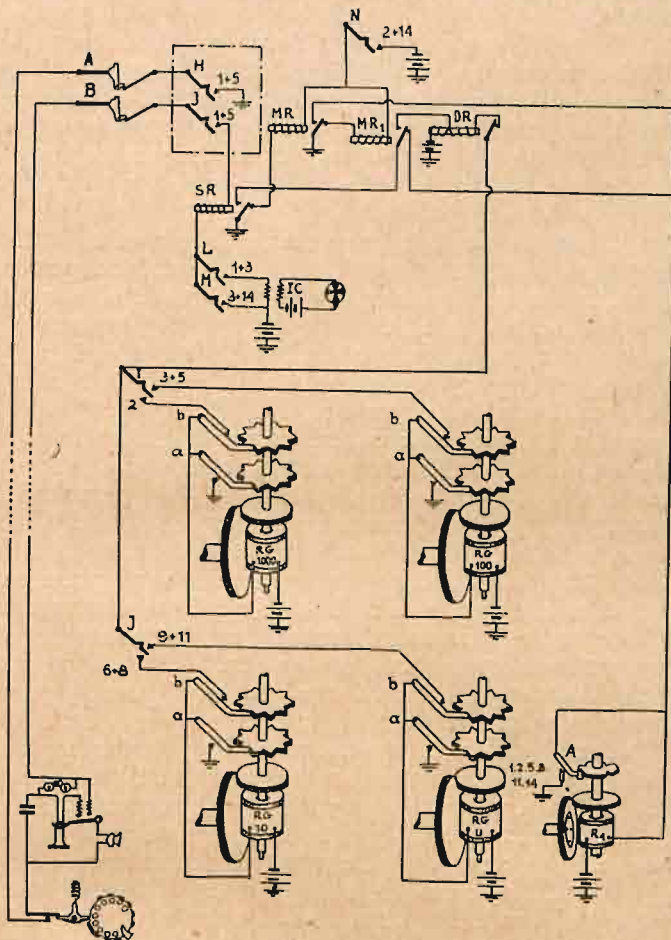 N
2+14
A
H
1+5
B
J
1+5
MR
MR1
DR
SR
L
1+3
M
3+14
IC
3+5
2
b
a
RG
1000
b
a
RG
100
J
9+11
6+8
b
a
RG
10
b
a
RG
U
1.2.5.8.
11.14
A
R1